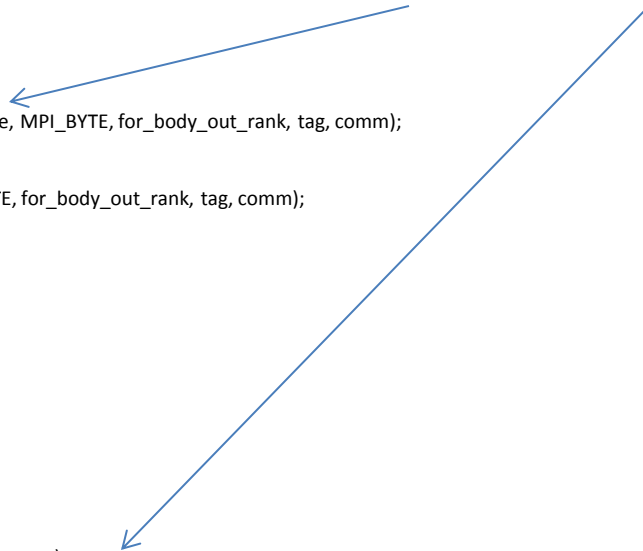 e, MPI_BYTE, for_body_out_rank, tag, comm);
E, for_body_out_rank, tag, comm);